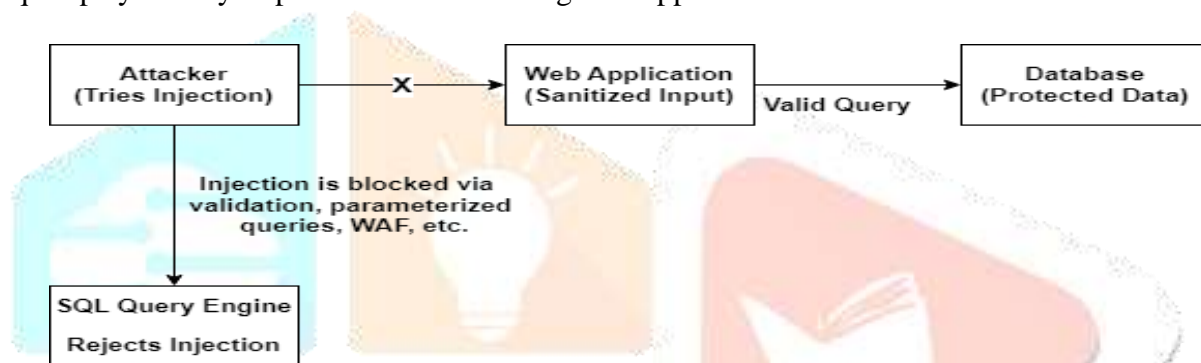 Attacker
(Tries Injection)
X
Web Application
(Sanitized Input)
Valid Query
Database
(Protected Data)
Injection is blocked via
validation, parameterized
queries, WAF, etc.
SQL Query Engine
Rejects Injection